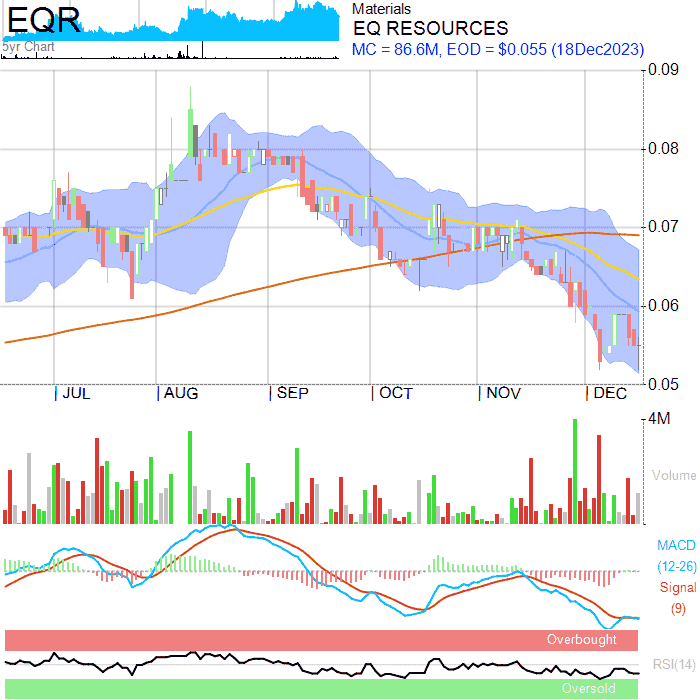 EQR
5yr Chart
Materials
EQ RESOURCES
MC = 86.6M, EOD = $0.055 (18Dec2023)
0.09
0.08
0.07
0.06
0.05
JUL AUG SEP OCT NOV DEC
4M
Volume
MACD
(12-26)
Signal
(9)
Overbought
RSI(14)
Oversold